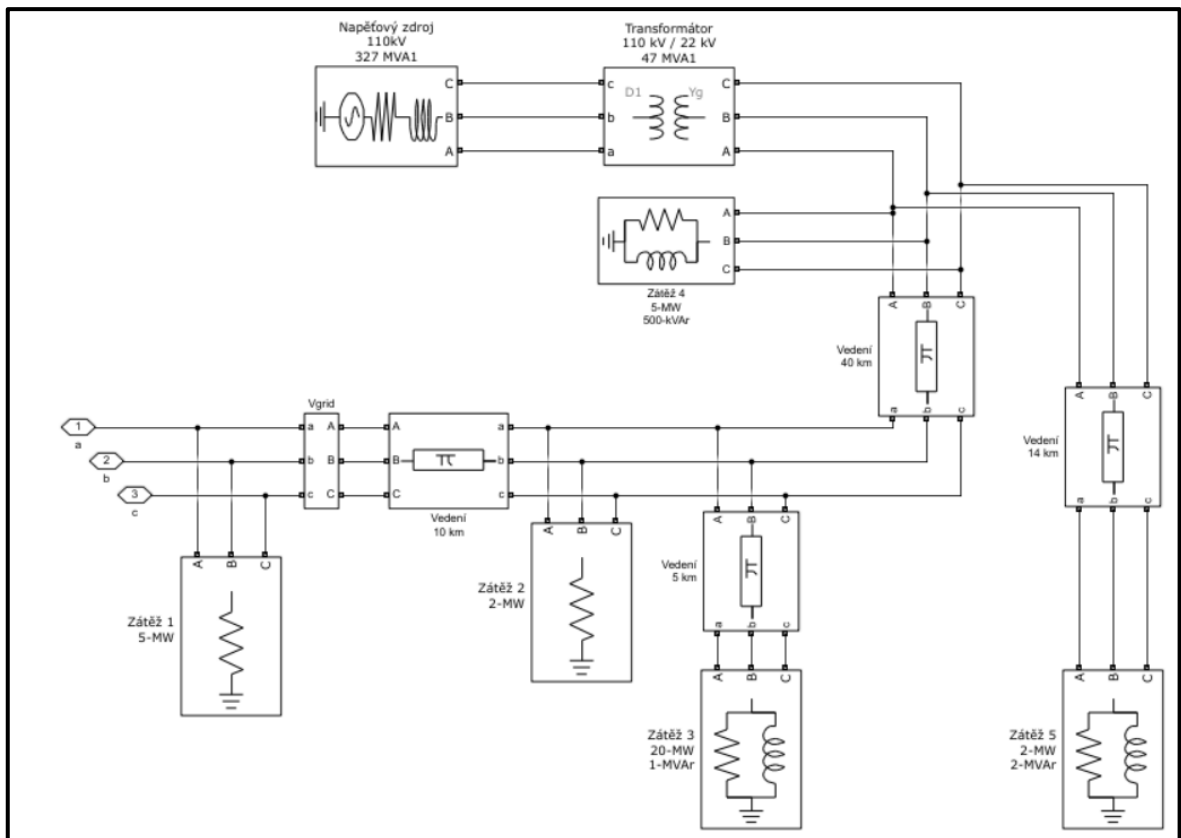 Napěťový zdroj
110kV
327 MVA1
Transformátor
110 kV / 22 kV
47 MVA1
C
B
A
c
b
a
D1
Yg
C
B
A
A
B
C
Zátěž 4
5-MW
500-kVAr
A
B
C
Vedení
40 km
a
b
c
A
B
C
Vedení
14 km
a
b
c
Vgrid
1
a
2
b
3
c
a
A
b
B
c
C
A
a
B
b
C
c
Vedení
10 km
A
B
C
Zátěž 1
5-MW
A
B
C
Zátěž 2
2-MW
A
B
C
Vedení
5 km
a
b
c
A
B
C
Zátěž 3
20-MW
1-MVAr
A
B
C
Zátěž 5
2-MW
2-MVAr